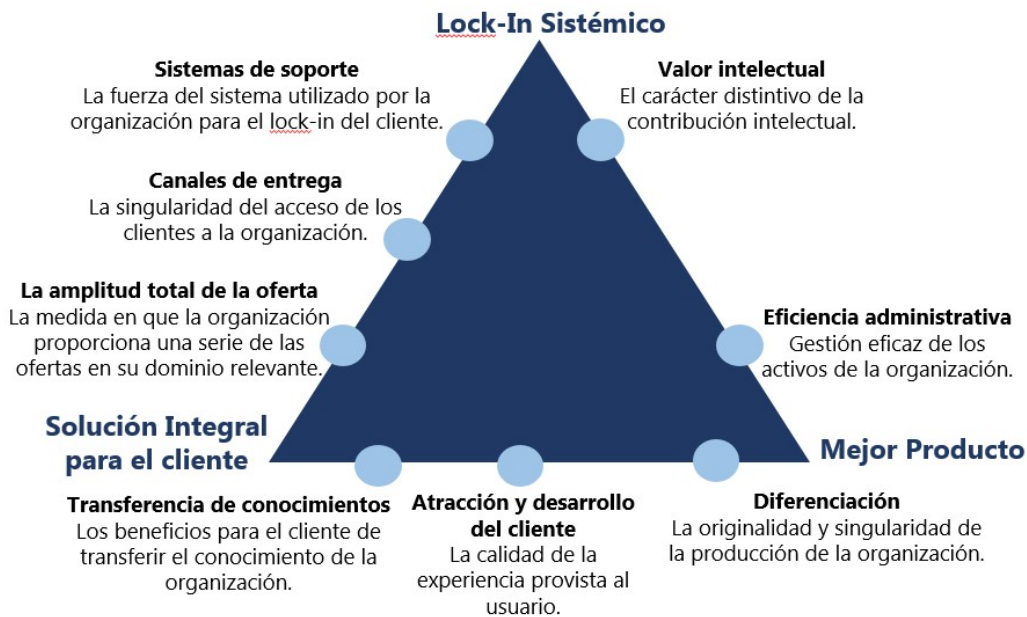 Lock-In Sistémico
Sistemas de soporte
La fuerza del sistema utilizado por la
organización para el lock-in del cliente.
Valor intelectual
El carácter distintivo de la
contribución intelectual.
Canales de entrega
La singularidad del acceso de los
clientes a la organización.
La amplitud total de la oferta
La medida en que la organización
proporciona una serie de las
ofertas en su dominio relevante.
Eficiencia administrativa
Gestión eficaz de los
activos de la organización.
Solución Integral
para el cliente
Mejor Producto
Transferencia de conocimientos
Los beneficios para el cliente de
transferir el conocimiento de la
organización.
Atracción y desarrollo
del cliente
La calidad de la
experiencia provista al
usuario.
Diferenciación
La originalidad y singularidad de
la producción de la organización.